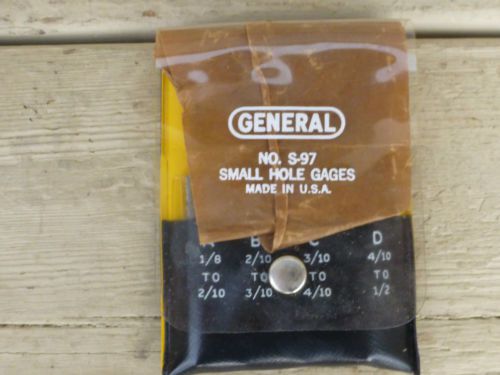 GENERAL
NO. S-97
SMALL HOLE GAGES
MADE IN U.S.A.
A B C D
1/8 2/10 3/10 4/10
TO TO TO TO
2/10 3/10 4/10 1/2